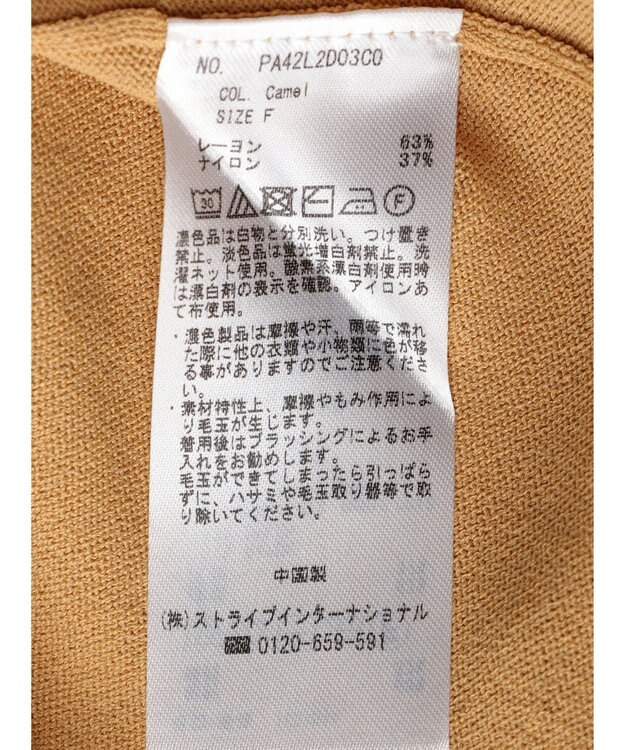 NO. PA42L2D03C0
COL. Camel
SIZE F
レーヨン 63%
ナイロン 37%
30 F
濃色品は白物と分別洗い。つけ置き
禁止。淡色品は蛍光増白剤禁止。洗
濯ネット使用。酸素系漂白剤使用時
は漂白剤の表示を確認。アイロンあ
て布使用。
・濃色製品は摩擦や汗、雨等で濡れ
た際に他の衣類や小物類に色が移
る事がありますのでご注意くださ
い。
・素材特性上、摩擦やもみ作用によ
り毛玉が生じます。
着用後はブラッシングによるお手
入れをお勧めします。
毛玉ができてしまったら引っぱら
ずに、ハサミや毛玉取り器等で取
り除いてください。
中国製
(株)ストライプインターナショナル
0120-659-591